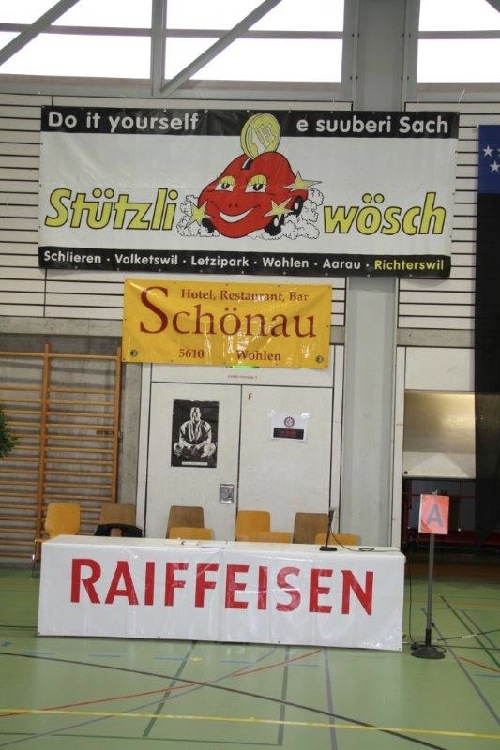 Do it yourself e suuberi Sach
Stützli wösch
Schlieren · Volketswil · Letzipark · Wohlen · Aarau · Richterswil
Hotel, Restaurant, Bar
Schönau
5610 Wohlen
F
RAIFFEISEN
A